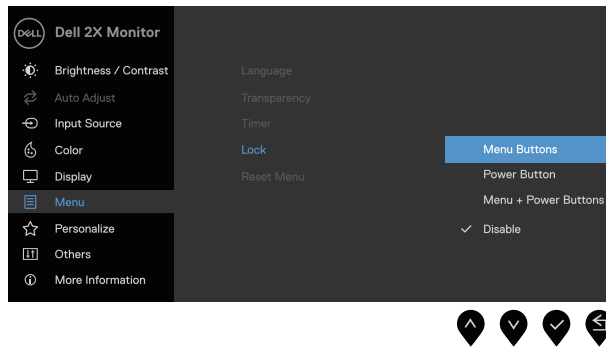 DELL
Dell 2X Monitor
Brightness / Contrast
Auto Adjust
Input Source
Color
Display
Menu
Personalize
Others
More Information
Language
Transparency
Timer
Lock
Reset Menu
Menu Buttons
Power Button
Menu + Power Buttons
Disable